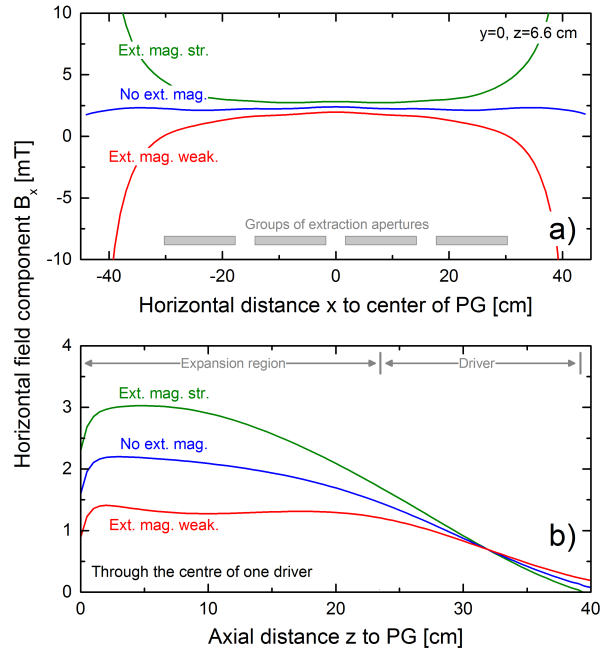 10
5
0
-5
-10
Ext. mag. str.
y=0, z=6.6 cm
No ext. mag.
Ext. mag. weak.
Groups of extraction apertures
a)
-40 -20 0 20 40
Horizontal distance x to center of PG [cm]
Horizontal field component Bx [mT]
4
3
2
1
0
Expansion region
Driver
Ext. mag. str.
No ext. mag.
Ext. mag. weak.
b)
Through the centre of one driver
0 10 20 30 40
Axial distance z to PG [cm]